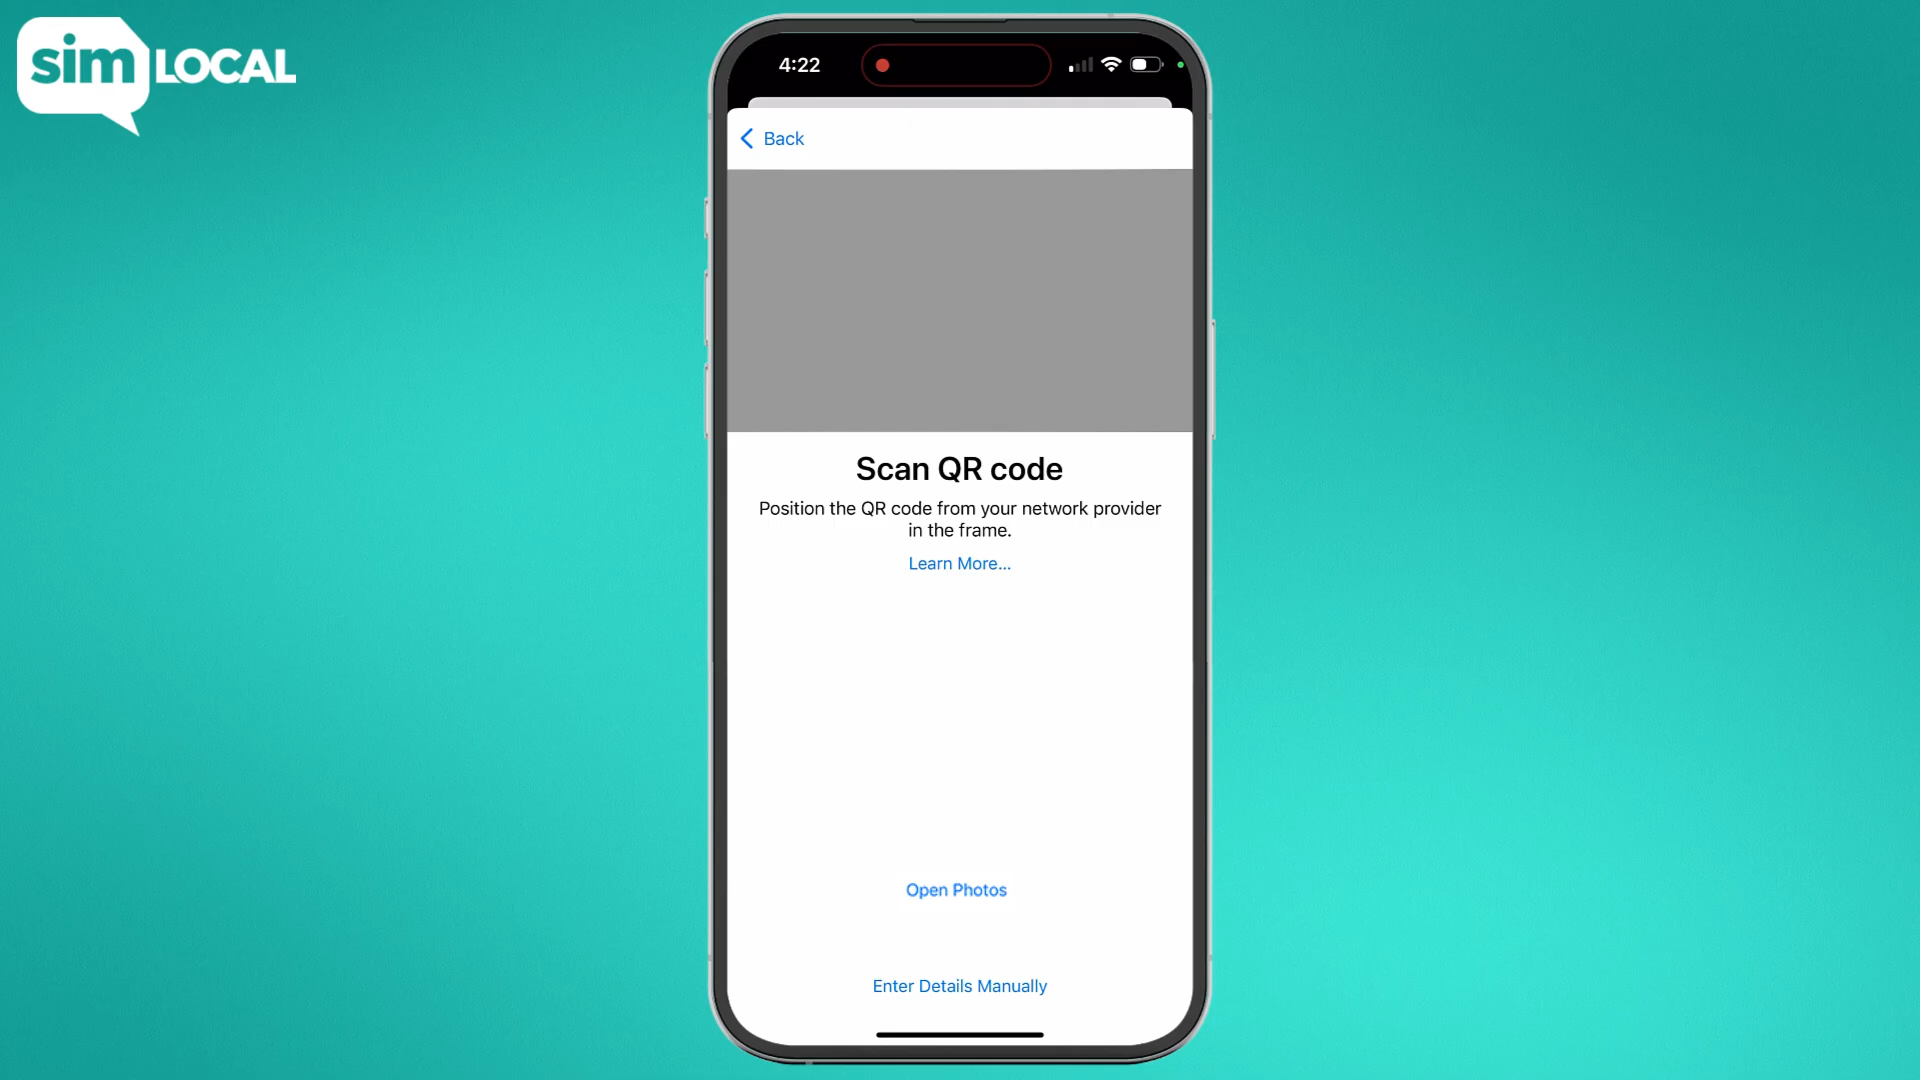 sim LOCAL
4:22
Back
Scan QR code
Position the QR code from your network provider
in the frame.
Learn More...
Open Photos
Enter Details Manually